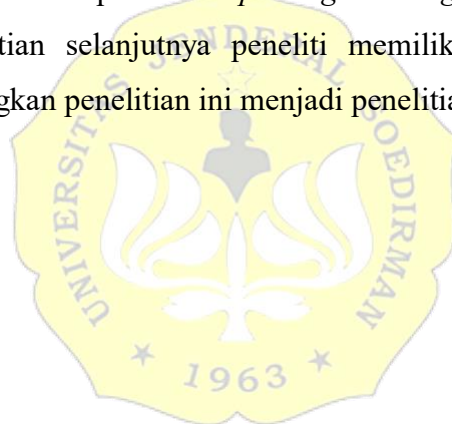 tian selanjutnya peneliti memilik
gkan penelitian ini menjadi penelitia
UNIVERSITAS JENDERAL SOEDIRMAN
★ 1963 ★